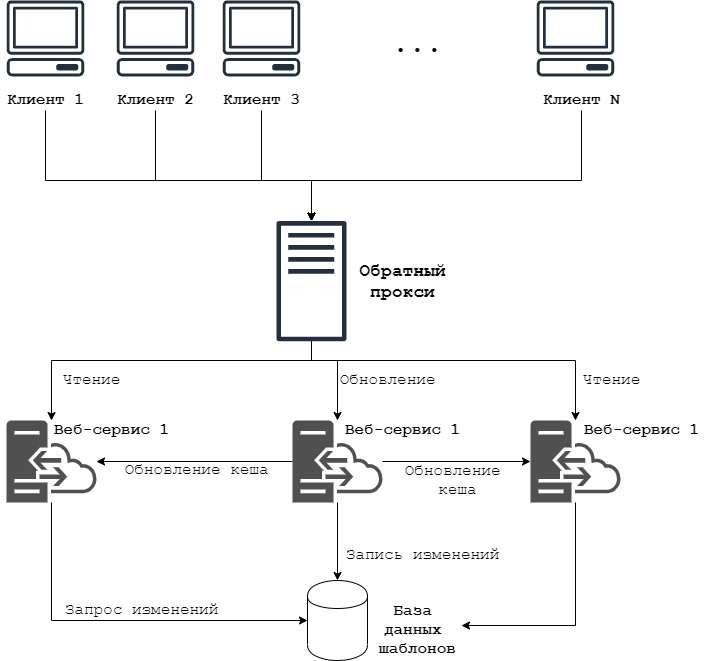 ...
Клиент 1
Клиент 2
Клиент 3
Клиент N
Обратный
прокси
Чтение
Обновление
Чтение
Веб-сервис 1
Веб-сервис 1
Веб-сервис 1
Обновление кеша
Обновление
кеша
Запись изменений
Запрос изменений
База
данных
шаблонов